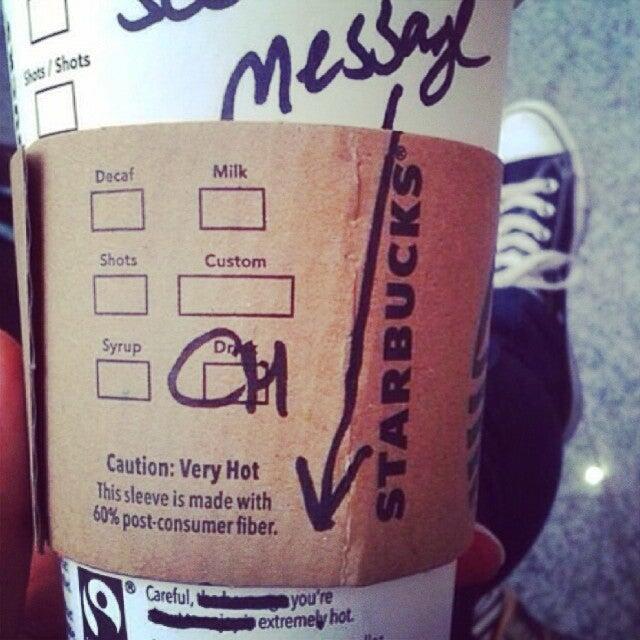 message
Shots / Shots
Decaf Milk
Shots Custom
Syrup
CH
STARBUCKS®
Caution: Very Hot
This sleeve is made with
60% post-consumer fiber.
® Careful, you're
extremely hot.